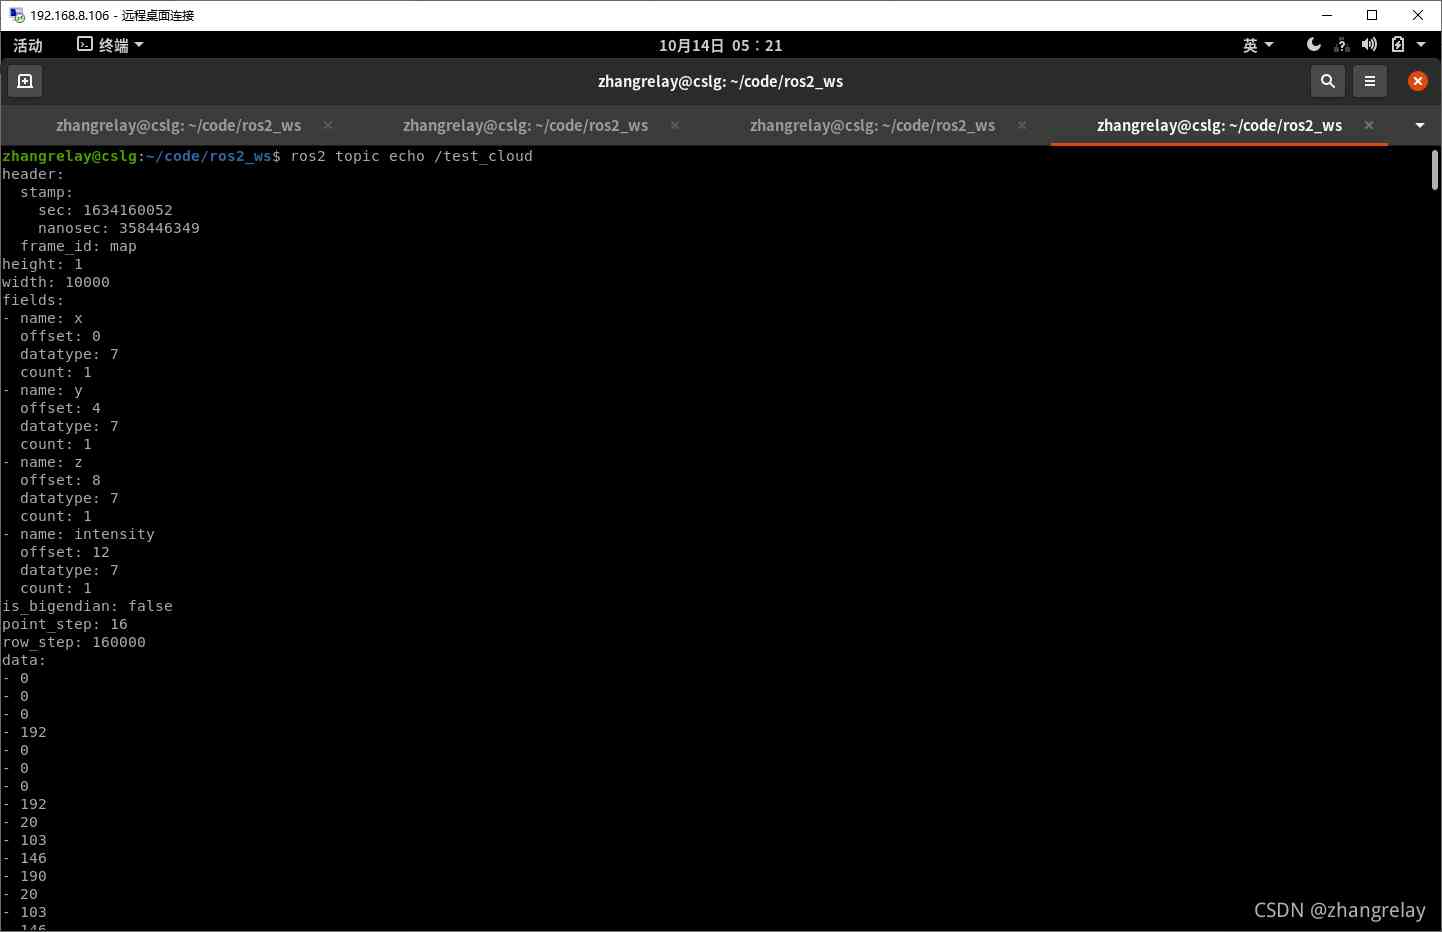 192.168.8.106 - 远程桌面连接
活动 终端 10月14日 05：21 英
zhangrelay@cslg: ~/code/ros2_ws
zhangrelay@cslg: ~/code/ros2_ws × zhangrelay@cslg: ~/code/ros2_ws × zhangrelay@cslg: ~/code/ros2_ws × zhangrelay@cslg: ~/code/ros2_ws ×
zhangrelay@cslg:~/code/ros2_ws$ ros2 topic echo /test_cloud
header:
  stamp:
    sec: 1634160052
    nanosec: 358446349
  frame_id: map
height: 1
width: 10000
fields:
- name: x
  offset: 0
  datatype: 7
  count: 1
- name: y
  offset: 4
  datatype: 7
  count: 1
- name: z
  offset: 8
  datatype: 7
  count: 1
- name: intensity
  offset: 12
  datatype: 7
  count: 1
is_bigendian: false
point_step: 16
row_step: 160000
data:
- 0
- 0
- 0
- 192
- 0
- 0
- 0
- 192
- 20
- 103
- 146
- 190
- 20
- 103
- 146
CSDN @zhangrelay